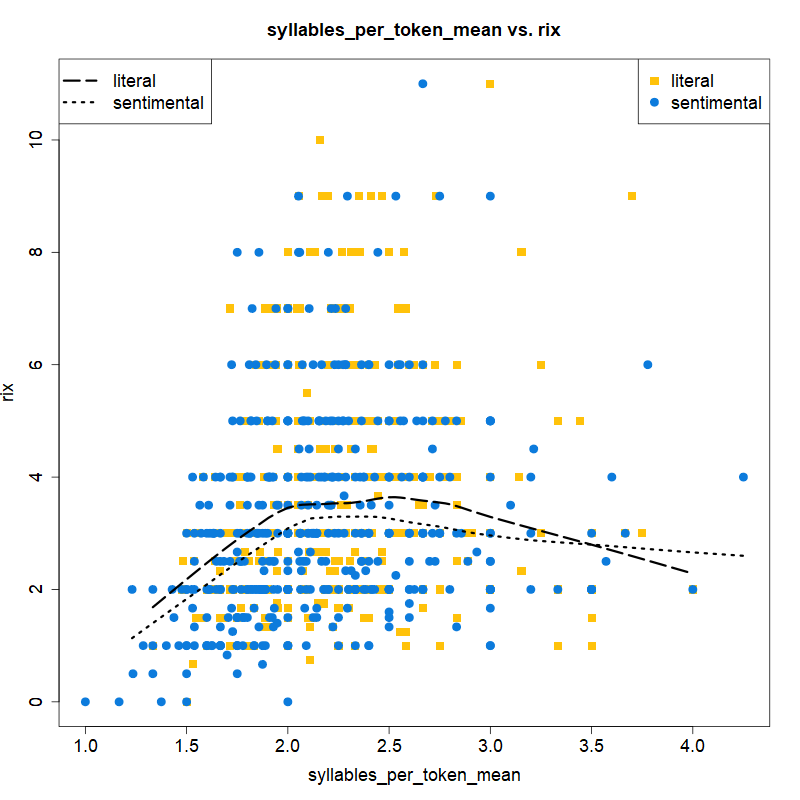 syllables_per_token_mean vs. rix
literal
sentimental
literal
sentimental
rix
10
8
6
4
2
0
1.0 1.5 2.0 2.5 3.0 3.5 4.0
syllables_per_token_mean